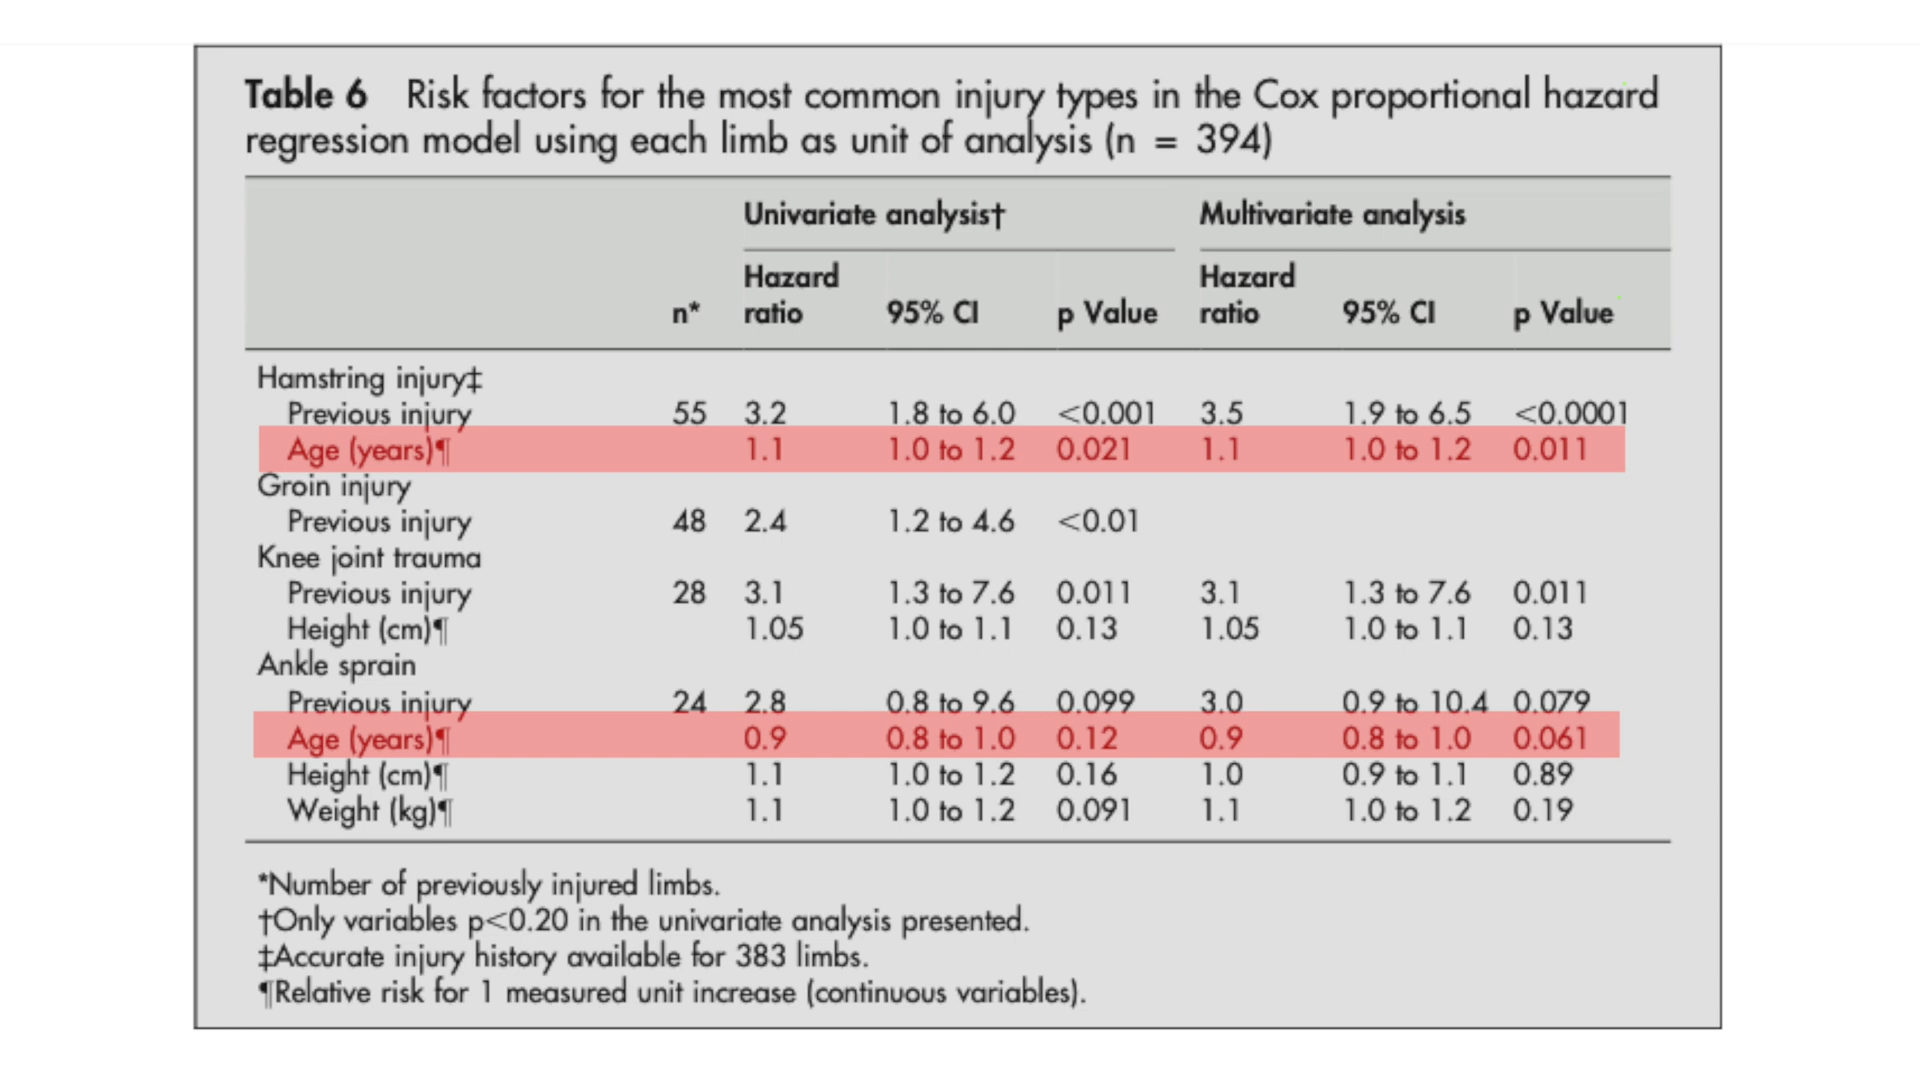 Table 6 Risk factors for the most common injury types in the Cox proportional hazard
regression model using each limb as unit of analysis (n = 394)
Univariate analysis† Multivariate analysis
Hazard Hazard
n* ratio 95% CI p Value ratio 95% CI p Value
Hamstring injury‡
Previous injury 55 3.2 1.8 to 6.0 <0.001 3.5 1.9 to 6.5 <0.0001
Age (years)¶ 1.1 1.0 to 1.2 0.021 1.1 1.0 to 1.2 0.011
Groin injury
Previous injury 48 2.4 1.2 to 4.6 <0.01
Knee joint trauma
Previous injury 28 3.1 1.3 to 7.6 0.011 3.1 1.3 to 7.6 0.011
Height (cm)¶ 1.05 1.0 to 1.1 0.13 1.05 1.0 to 1.1 0.13
Ankle sprain
Previous injury 24 2.8 0.8 to 9.6 0.099 3.0 0.9 to 10.4 0.079
Age (years)¶ 0.9 0.8 to 1.0 0.12 0.9 0.8 to 1.0 0.061
Height (cm)¶ 1.1 1.0 to 1.2 0.16 1.0 0.9 to 1.1 0.89
Weight (kg)¶ 1.1 1.0 to 1.2 0.091 1.1 1.0 to 1.2 0.19
*Number of previously injured limbs.
†Only variables p<0.20 in the univariate analysis presented.
‡Accurate injury history available for 383 limbs.
¶Relative risk for 1 measured unit increase (continuous variables).